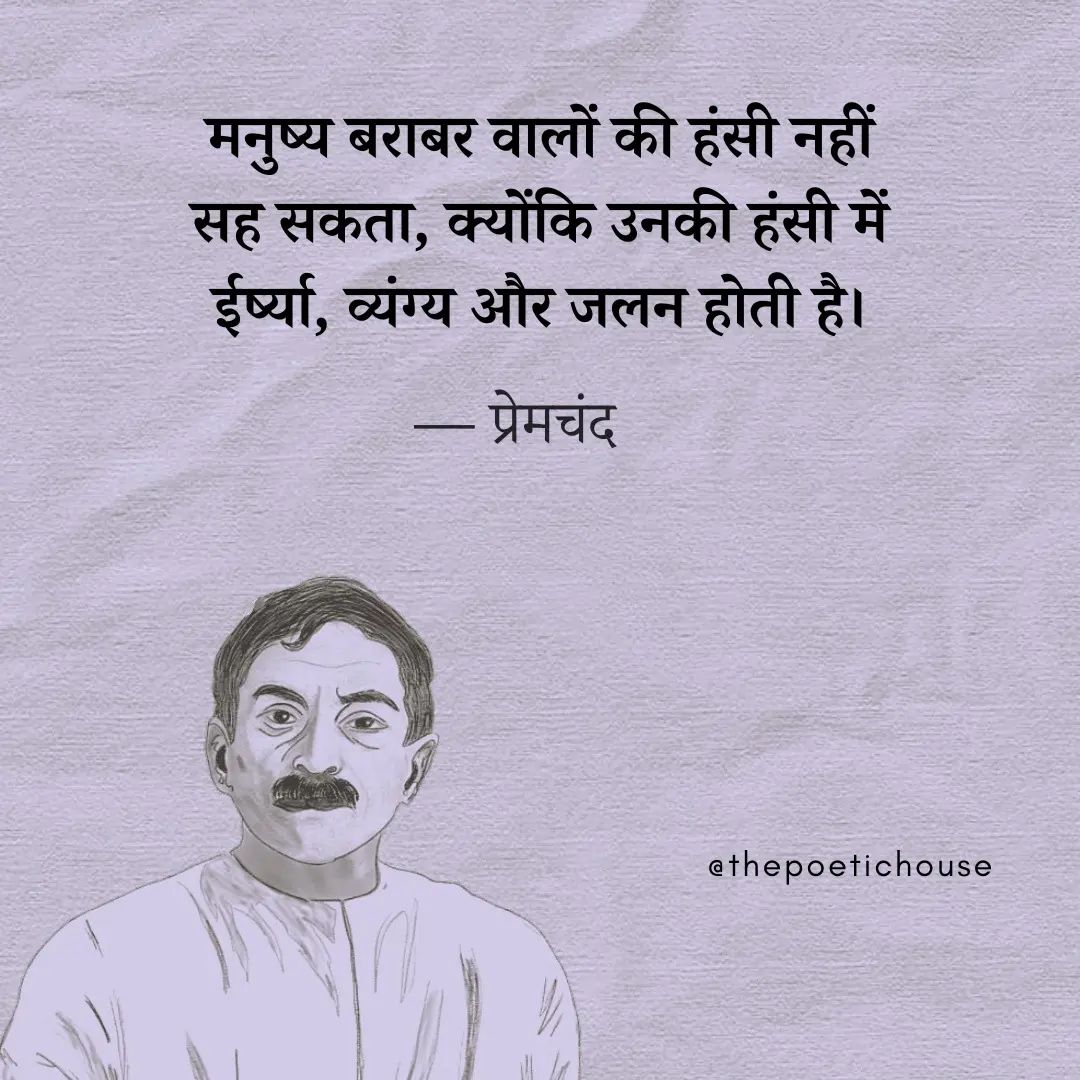 मनुष्य बराबर वालों की हंसी नहीं
सह सकता, क्योंकि उनकी हंसी में
ईर्ष्या, व्यंग्य और जलन होती है।
— प्रेमचंद
@thepoetichouse